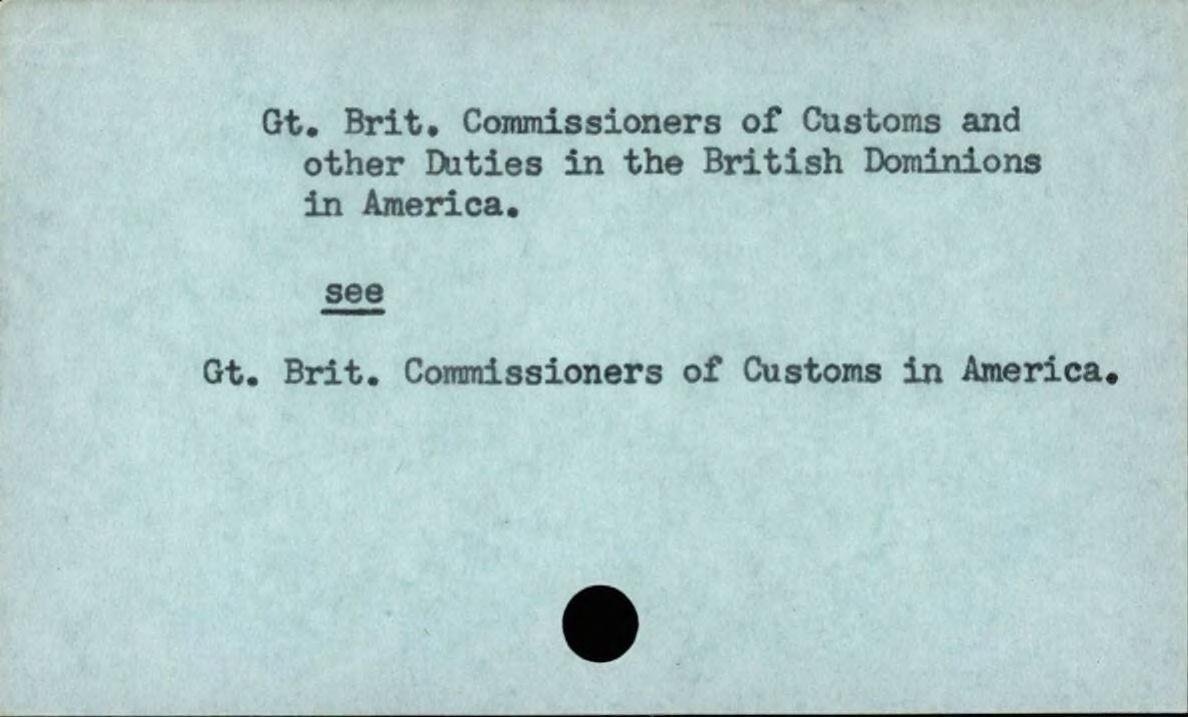 Gt. Brit. Commissioners of Customs and
other Duties in the British Dominions
in America.
see
Gt. Brit. Commissioners of Customs in America.